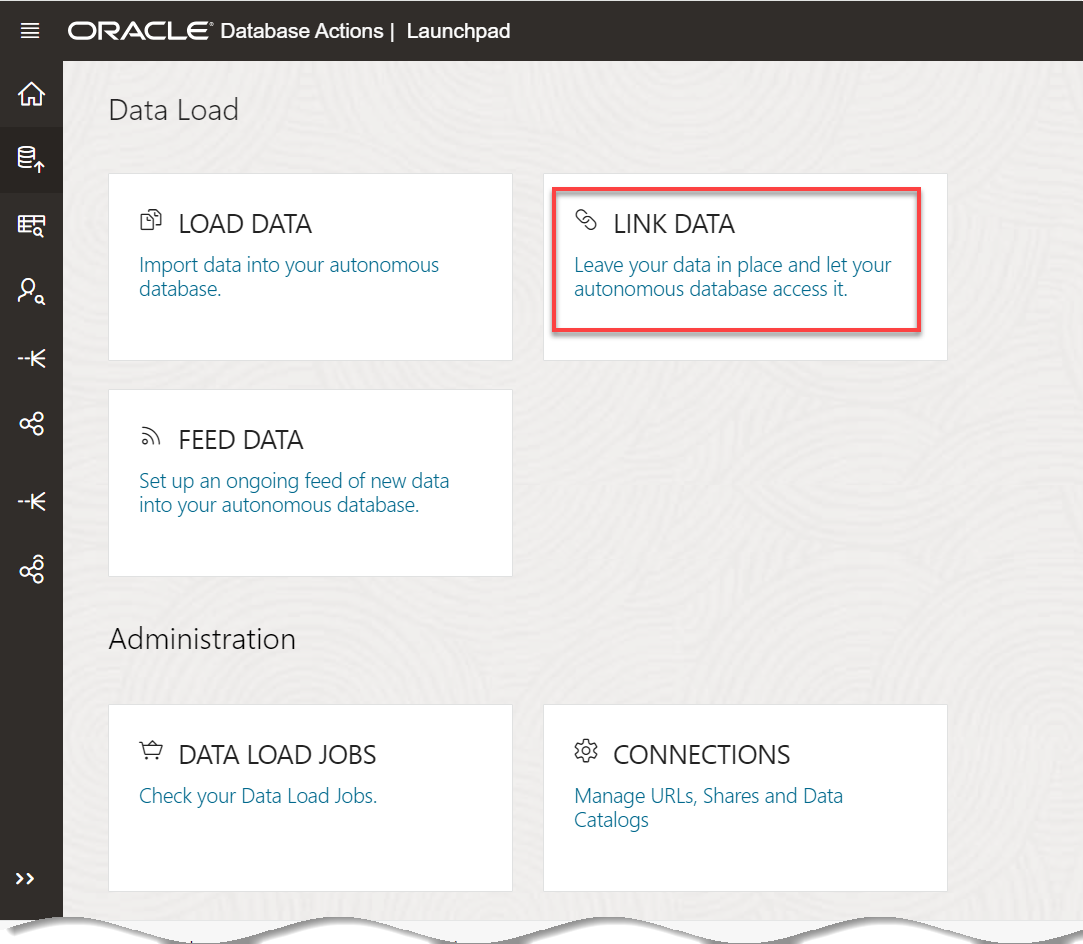 ORACLE® Database Actions | Launchpad
Data Load
LOAD DATA
Import data into your autonomous
database.
LINK DATA
Leave your data in place and let your
autonomous database access it.
FEED DATA
Set up an ongoing feed of new data
into your autonomous database.
Administration
DATA LOAD JOBS
Check your Data Load Jobs.
CONNECTIONS
Manage URLs, Shares and Data
Catalogs